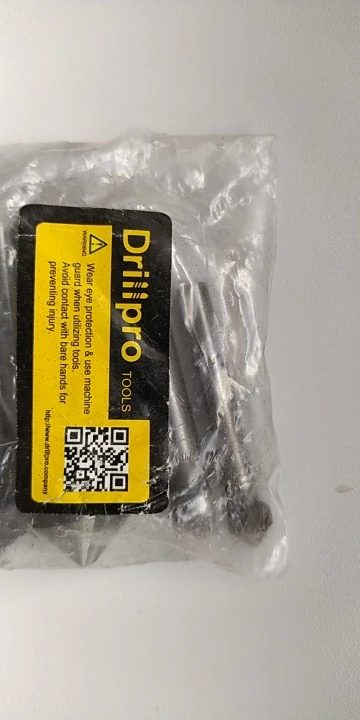 Drillpro TOOLS
WARNING
Wear eye protection & use machine
guard when utilizing tools.
Avoid contact with bare hands for
preventing injury.
http://www.drillpro.company